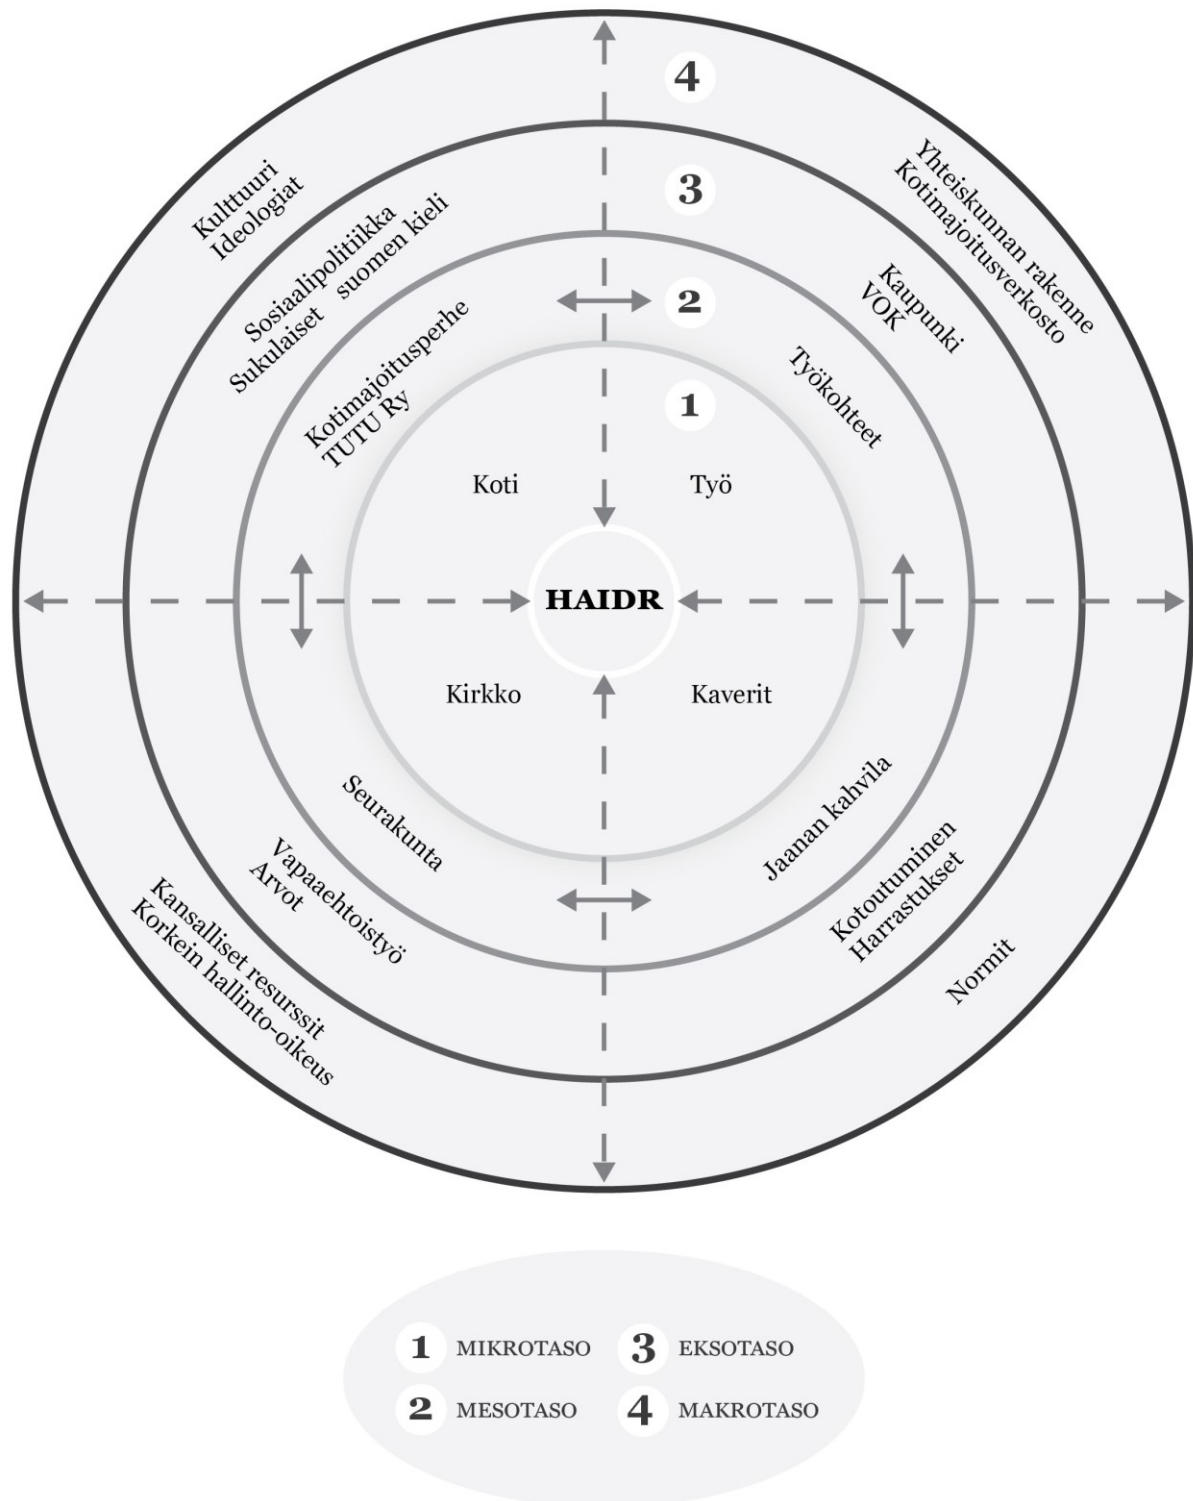 4
Kulttuuri
Ideologiat
Yhteiskunnan rakenne
Kotimajoitusverkosto
3
Sosiaalipolitiikka
Sukulaiset suomen kieli
Kaupunki
VOK
2
Kotimajoitusperhe
TUTU Ry
Työkohteet
1
Koti
Työ
HAIDR
Kirkko
Kaverit
Seurakunta
Jaanan kahvila
Vapaaehtoistyö
Arvot
Kotoutuminen
Harrastukset
Kansalliset resurssit
Korkein hallinto-oikeus
Normit
1 MIKROTASO
3 EKSOTASO
2 MESOTASO
4 MAKROTASO